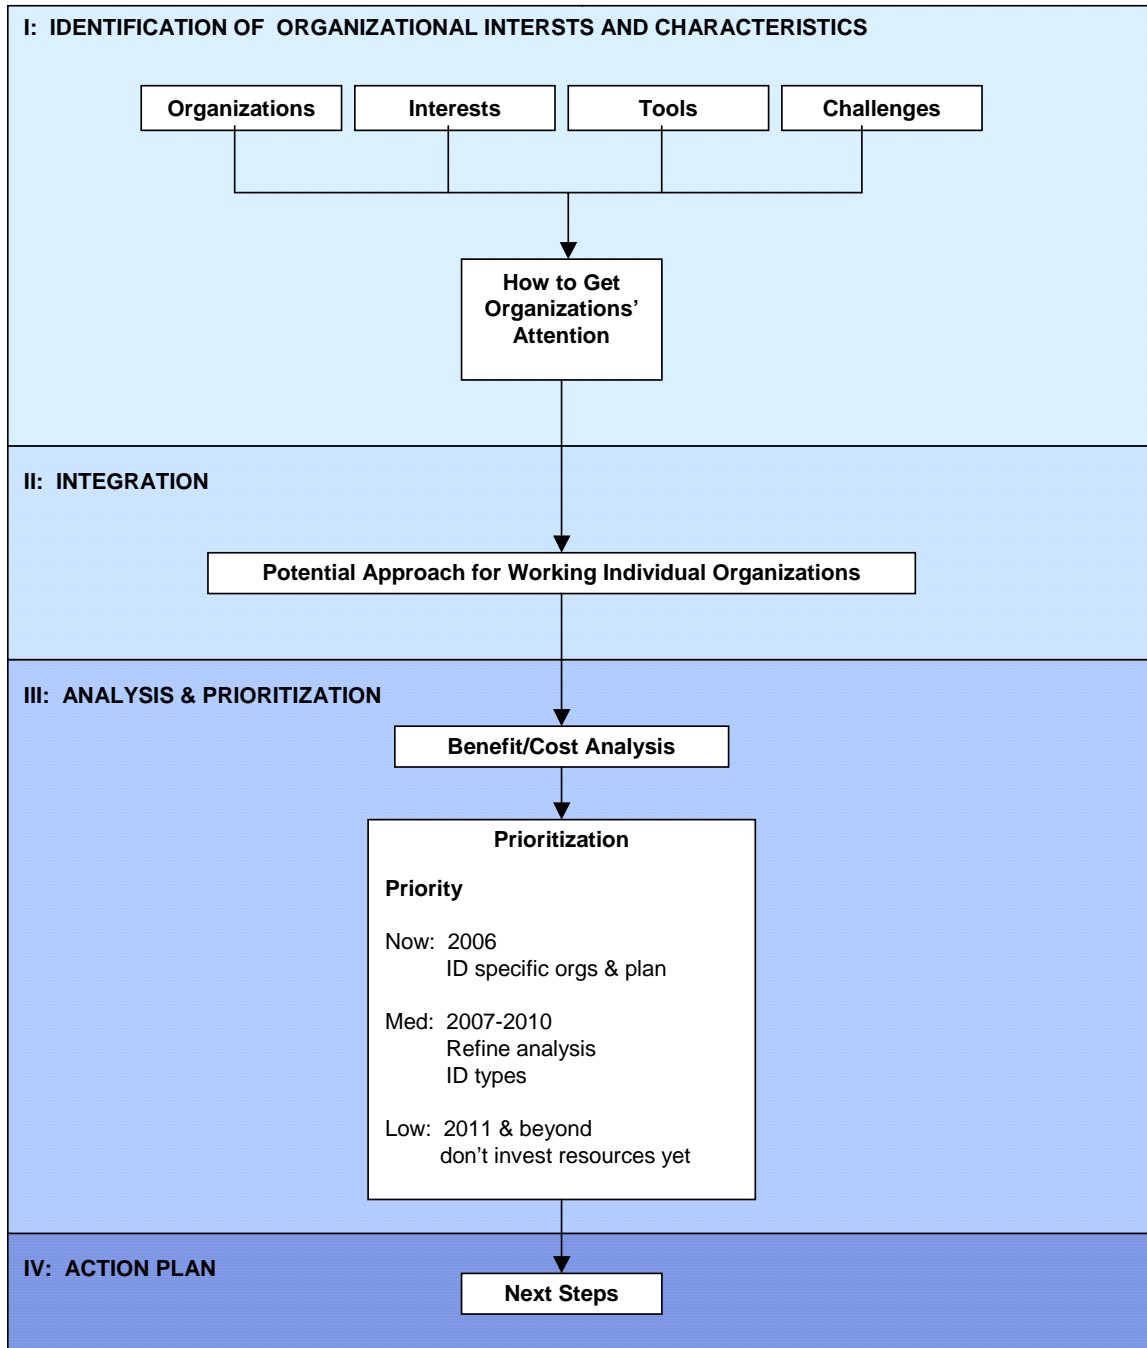 I:  IDENTIFICATION OF  ORGANIZATIONAL INTERSTS AND CHARACTERISTICS
Organizations
Interests
Tools
Challenges
How to Get
Organizations’
Attention
II:  INTEGRATION
Potential Approach for Working Individual Organizations
III:  ANALYSIS & PRIORITIZATION
Benefit/Cost Analysis
Prioritization
Priority
Now:  2006
ID specific orgs & plan
Med:  2007-2010
Refine analysis
ID types
Low:  2011 & beyond
don’t invest resources yet
IV:  ACTION PLAN
Next Steps